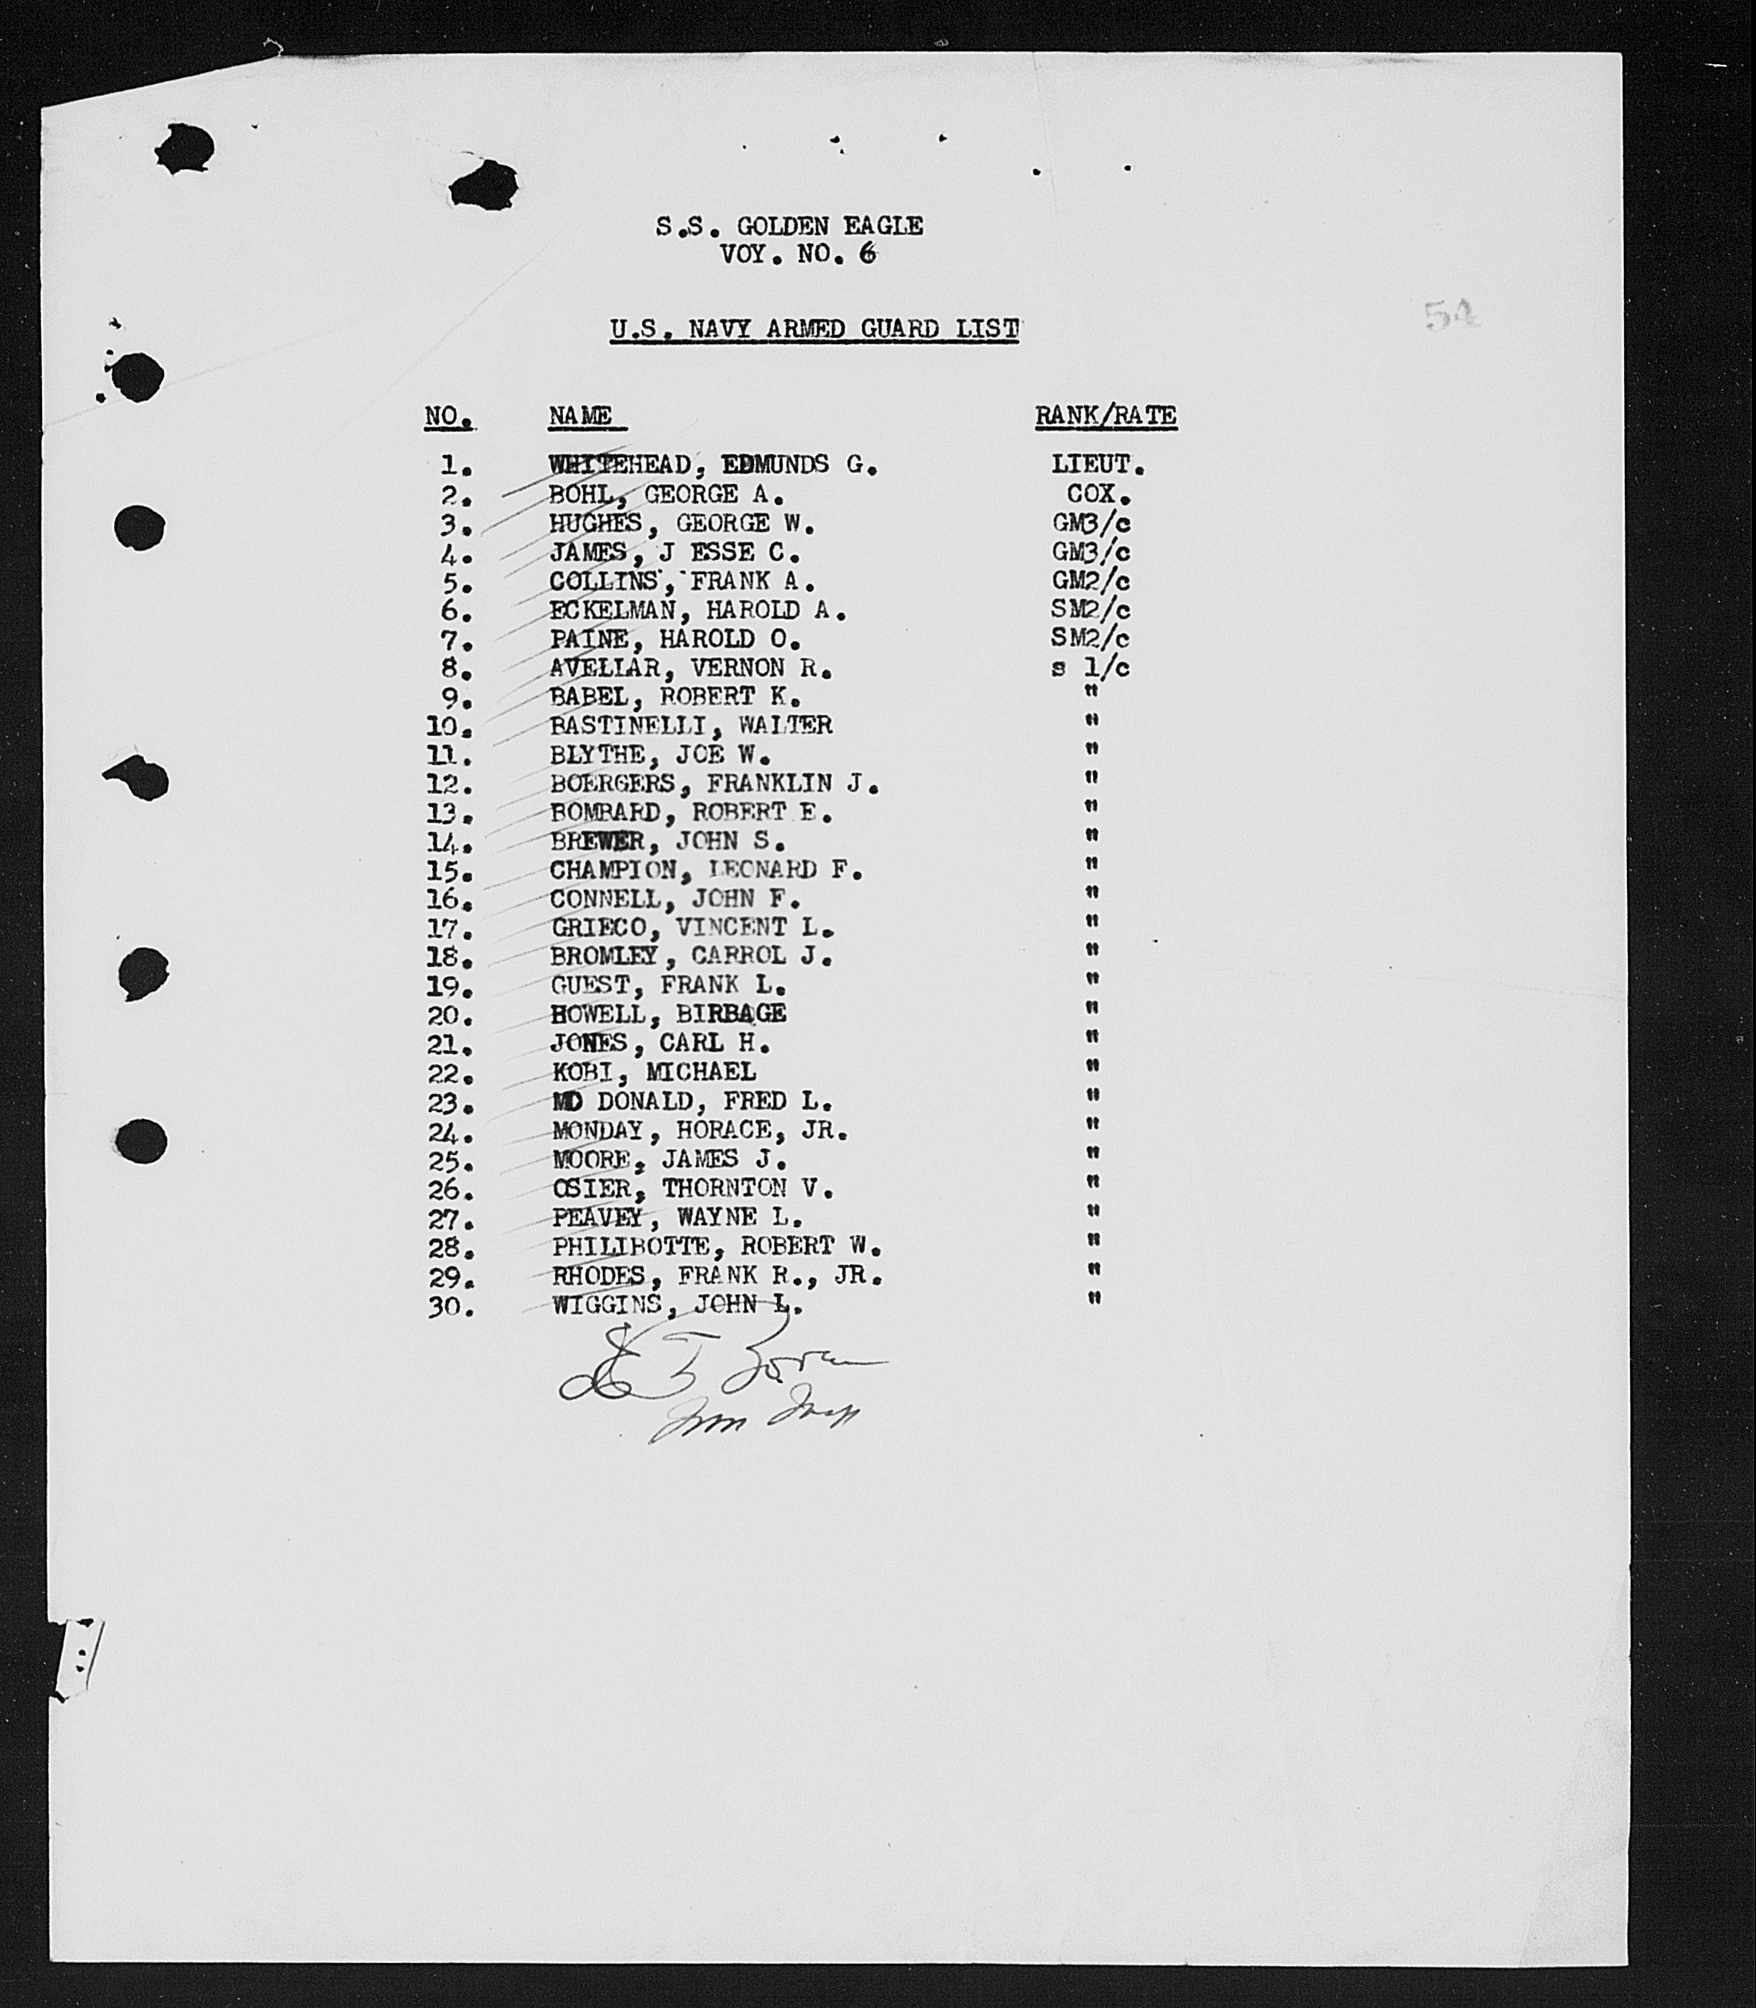 S.S. GOLDEN EAGLE
VOY. NO. 6
54
U.S. NAVY ARMED GUARD LIST
NO. NAME RANK/RATE
1. WHITEHEAD, EDMUNDS G. LIEUT.
2. BOHL, GEORGE A. COX.
3. HUGHES, GEORGE W. GM3/c
4. JAMES, J ESSE C. GM3/c
5. COLLINS, FRANK A. GM2/c
6. ECKELMAN, HAROLD A. SM2/c
7. PAINE, HAROLD O. SM2/c
8. AVELLAR, VERNON R. s 1/c
9. BABEL, ROBERT K. "
10. BASTINELLI, WALTER "
11. BLYTHE, JOE W. "
12. BOERGERS, FRANKLIN J. "
13. BOMBARD, ROBERT E. "
14. BREWER, JOHN S. "
15. CHAMPION, LEONARD F. "
16. CONNELL, JOHN F. "
17. GRIECO, VINCENT L. "
18. BROMLEY, CARROL J. "
19. GUEST, FRANK L. "
20. HOWELL, BIRBAGE "
21. JONES, CARL H. "
22. KOBI, MICHAEL "
23. MD DONALD, FRED L. "
24. MONDAY, HORACE, JR. "
25. MOORE, JAMES J. "
26. OSIER, THORNTON V. "
27. PEAVEY, WAYNE L. "
28. PHILIBOTTE, ROBERT W. "
29. RHODES, FRANK R., JR. "
30. WIGGINS, JOHN L. "